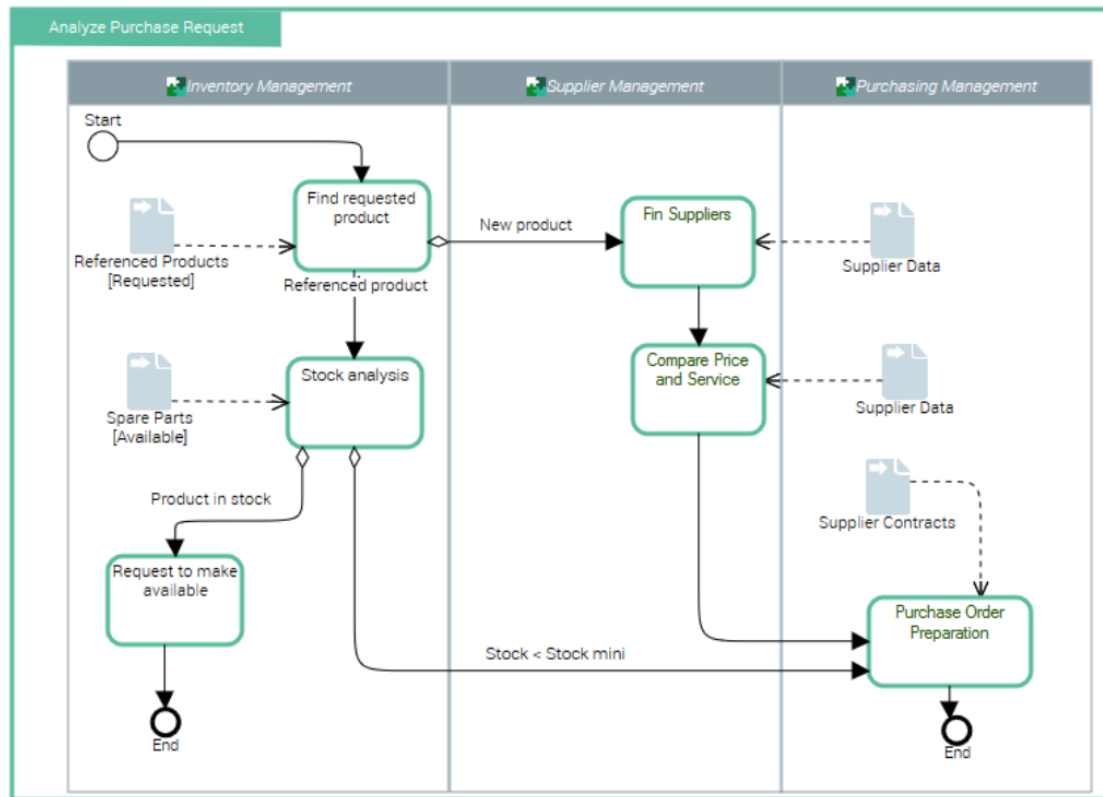 Analyze Purchase Request
Inventory Management
Supplier Management
Purchasing Management
Start
Find requested
product
New product
Fin Suppliers
Referenced Products
[Requested]
Supplier Data
Referenced product
Stock analysis
Compare Price
and Service
Spare Parts
[Available]
Supplier Data
Product in stock
Supplier Contracts
Request to make
available
Purchase Order
Preparation
Stock < Stock mini
End
End